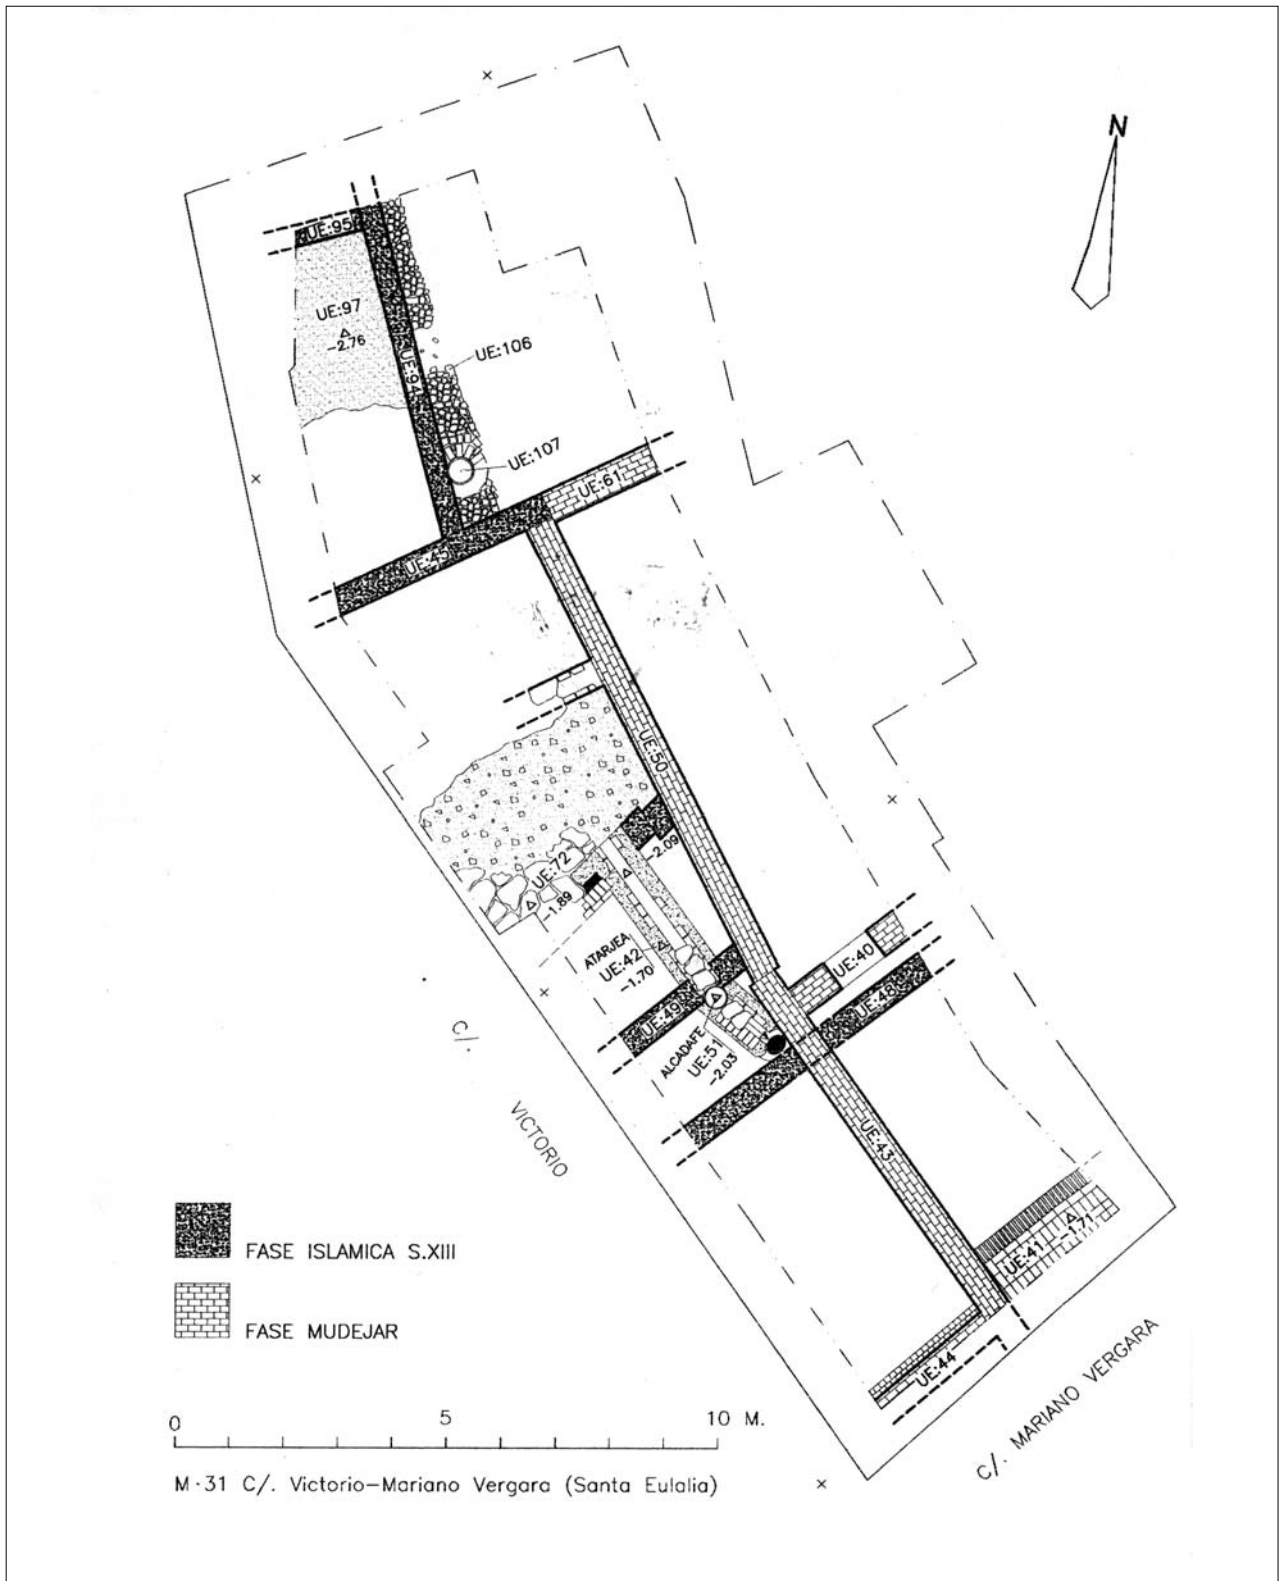 N
UE:95
UE:97
-2.76
UE:94
UE:106
UE:107
UE:61
UE:45
UE:50
-2.09
UE:72
-1.89
ATARJEA
UE:42
-1.70
UE:40
UE:48
UE:49
ALCADAFE
UE:51
-2.03
C/. VICTORIO
UE:43
UE:41
-1.71
UE:44
C/. MARIANO VERGARA
FASE ISLAMICA S.XIII
FASE MUDEJAR
0 5 10 M.
M-31 C/. Victorio-Mariano Vergara (Santa Eulalia)